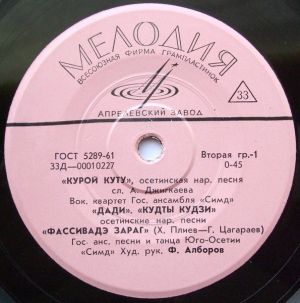 МЕЛОДИЯ
ВСЕСОЮЗНАЯ ФИРМА ГРАМПЛАСТИНОК
33
АПРЕЛЕВСКИЙ ЗАВОД
ГОСТ 5289-61 Вторая гр.-1
33Д—00010227 0-45
«КУРОЙ КУТУ», осетинская нар. песня
сл. А. Джигкаева
Вок. квартет Гос. ансамбля «Симд»
«ДАДИ», «КУДТЫ КУДЗИ»
осетинские нар. песни
«ФАССИВАДЭ ЗАРАГ» (Х. Плиев—Г. Цагараев)
Гос. анс. песни и танца Юго-Осетии
«Симд» Худ. рук. Ф. Алборов